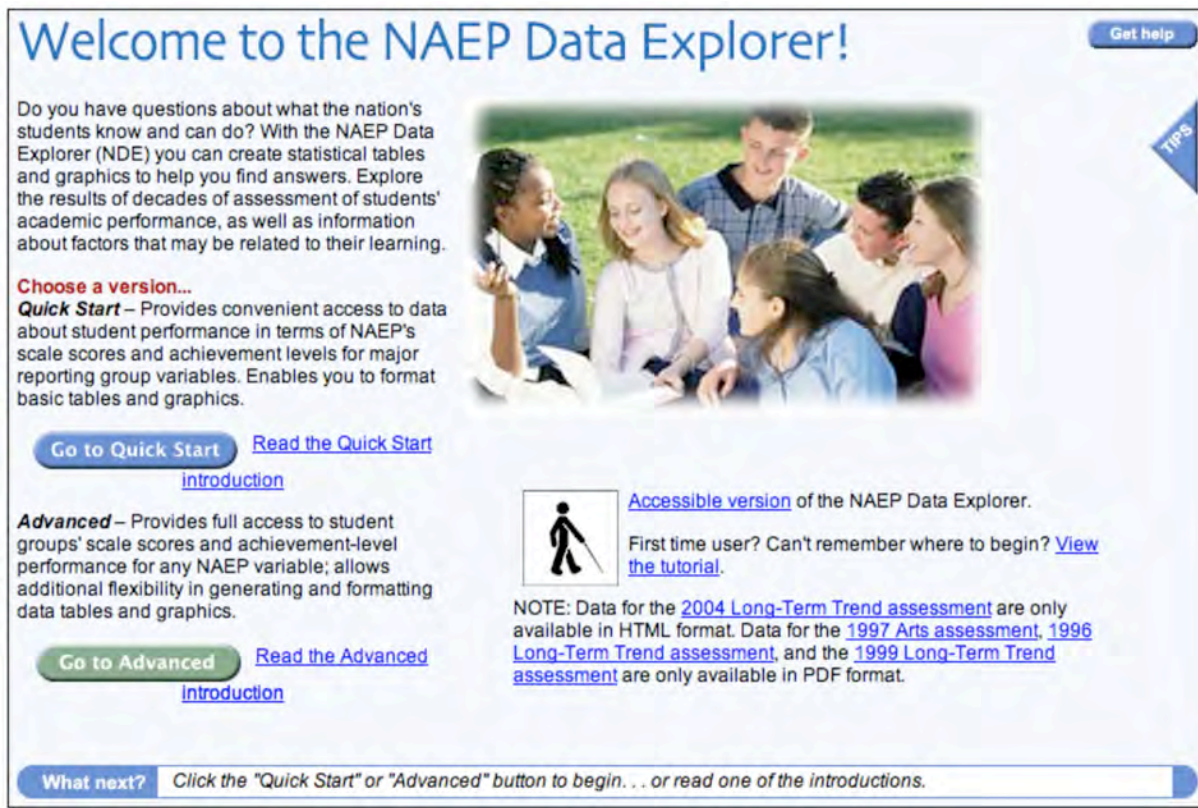 Welcome to the NAEP Data Explorer!
Get help
TIPS
Do you have questions about what the nation's
students know and can do? With the NAEP Data
Explorer (NDE) you can create statistical tables
and graphics to help you find answers. Explore
the results of decades of assessment of students'
academic performance, as well as information
about factors that may be related to their learning.
Choose a version...
Quick Start – Provides convenient access to data
about student performance in terms of NAEP's
scale scores and achievement levels for major
reporting group variables. Enables you to format
basic tables and graphics.
Go to Quick Start Read the Quick Start
introduction
Advanced – Provides full access to student
groups' scale scores and achievement-level
performance for any NAEP variable; allows
additional flexibility in generating and formatting
data tables and graphics.
Go to Advanced Read the Advanced
introduction
Accessible version of the NAEP Data Explorer.
First time user? Can't remember where to begin? View
the tutorial.
NOTE: Data for the 2004 Long-Term Trend assessment are only
available in HTML format. Data for the 1997 Arts assessment, 1996
Long-Term Trend assessment, and the 1999 Long-Term Trend
assessment are only available in PDF format.
What next? Click the "Quick Start" or "Advanced" button to begin. . . or read one of the introductions.